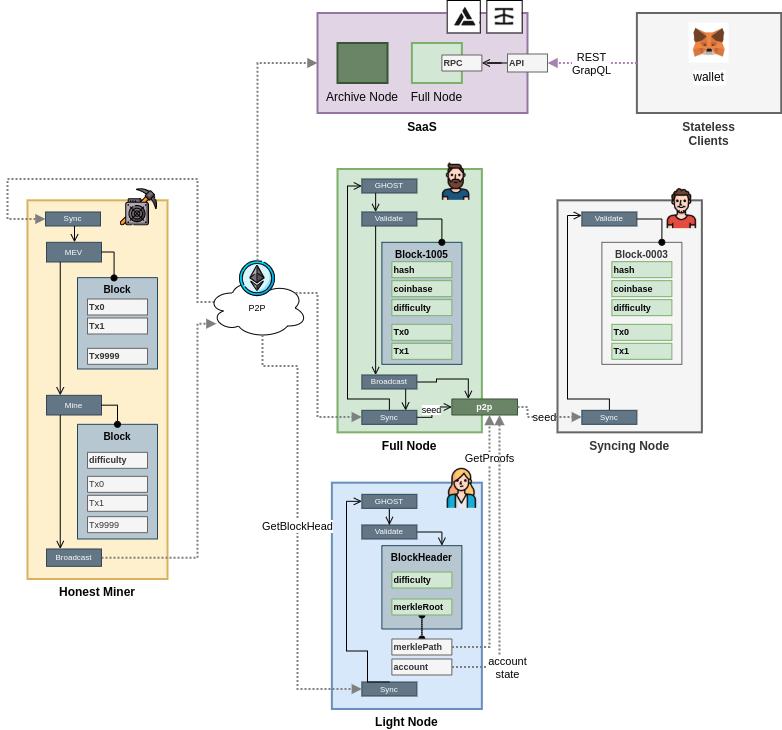 RPC
API
REST
GrapQL
wallet
Archive Node
Full Node
SaaS
Stateless
Clients
Sync
MEV
Block
Tx0
Tx1
Tx9999
Mine
Block
difficulty
Tx0
Tx1
Tx9999
Broadcast
Honest Miner
P2P
GHOST
Validate
Block-1005
hash
coinbase
difficulty
Tx0
Tx1
Broadcast
Sync
seed
p2p
Full Node
Validate
Block-0003
hash
coinbase
difficulty
Tx0
Tx1
seed
Sync
Syncing Node
GetProofs
GetBlockHead
GHOST
Validate
BlockHeader
difficulty
merkleRoot
merklePath
account
account
state
Sync
Light Node